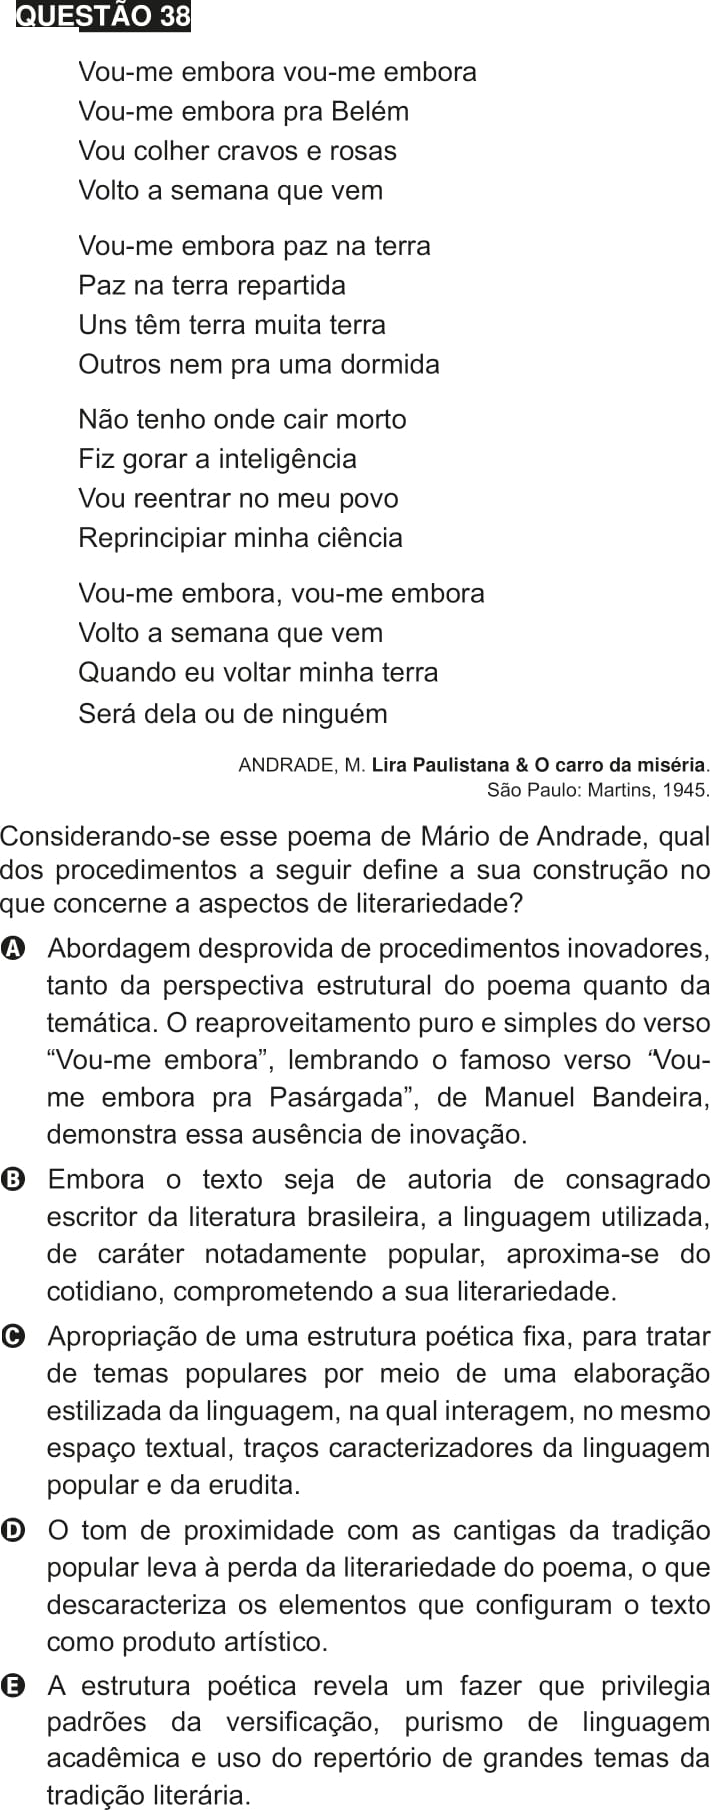 QUESTÃO 38
Vou-me embora vou-me embora
Vou-me embora pra Belém
Vou colher cravos e rosas
Volto a semana que vem
Vou-me embora paz na terra
Paz na terra repartida
Uns têm terra muita terra
Outros nem pra uma dormida
Não tenho onde cair morto
Fiz gorar a inteligência
Vou reentrar no meu povo
Reprincipiar minha ciência
Vou-me embora, vou-me embora
Volto a semana que vem
Quando eu voltar minha terra
Será dela ou de ninguém
ANDRADE, M. Lira Paulistana & O carro da miséria.
São Paulo: Martins, 1945.
Considerando-se esse poema de Mário de Andrade, qual
dos procedimentos a seguir define a sua construção no
que concerne a aspectos de literariedade?
A Abordagem desprovida de procedimentos inovadores,
tanto da perspectiva estrutural do poema quanto da
temática. O reaproveitamento puro e simples do verso
“Vou-me embora”, lembrando o famoso verso “Vou-
me embora pra Pasárgada”, de Manuel Bandeira,
demonstra essa ausência de inovação.
B Embora o texto seja de autoria de consagrado
escritor da literatura brasileira, a linguagem utilizada,
de caráter notadamente popular, aproxima-se do
cotidiano, comprometendo a sua literariedade.
C Apropriação de uma estrutura poética fixa, para tratar
de temas populares por meio de uma elaboração
estilizada da linguagem, na qual interagem, no mesmo
espaço textual, traços caracterizadores da linguagem
popular e da erudita.
D O tom de proximidade com as cantigas da tradição
popular leva à perda da literariedade do poema, o que
descaracteriza os elementos que configuram o texto
como produto artístico.
E A estrutura poética revela um fazer que privilegia
padrões da versificação, purismo de linguagem
acadêmica e uso do repertório de grandes temas da
tradição literária.